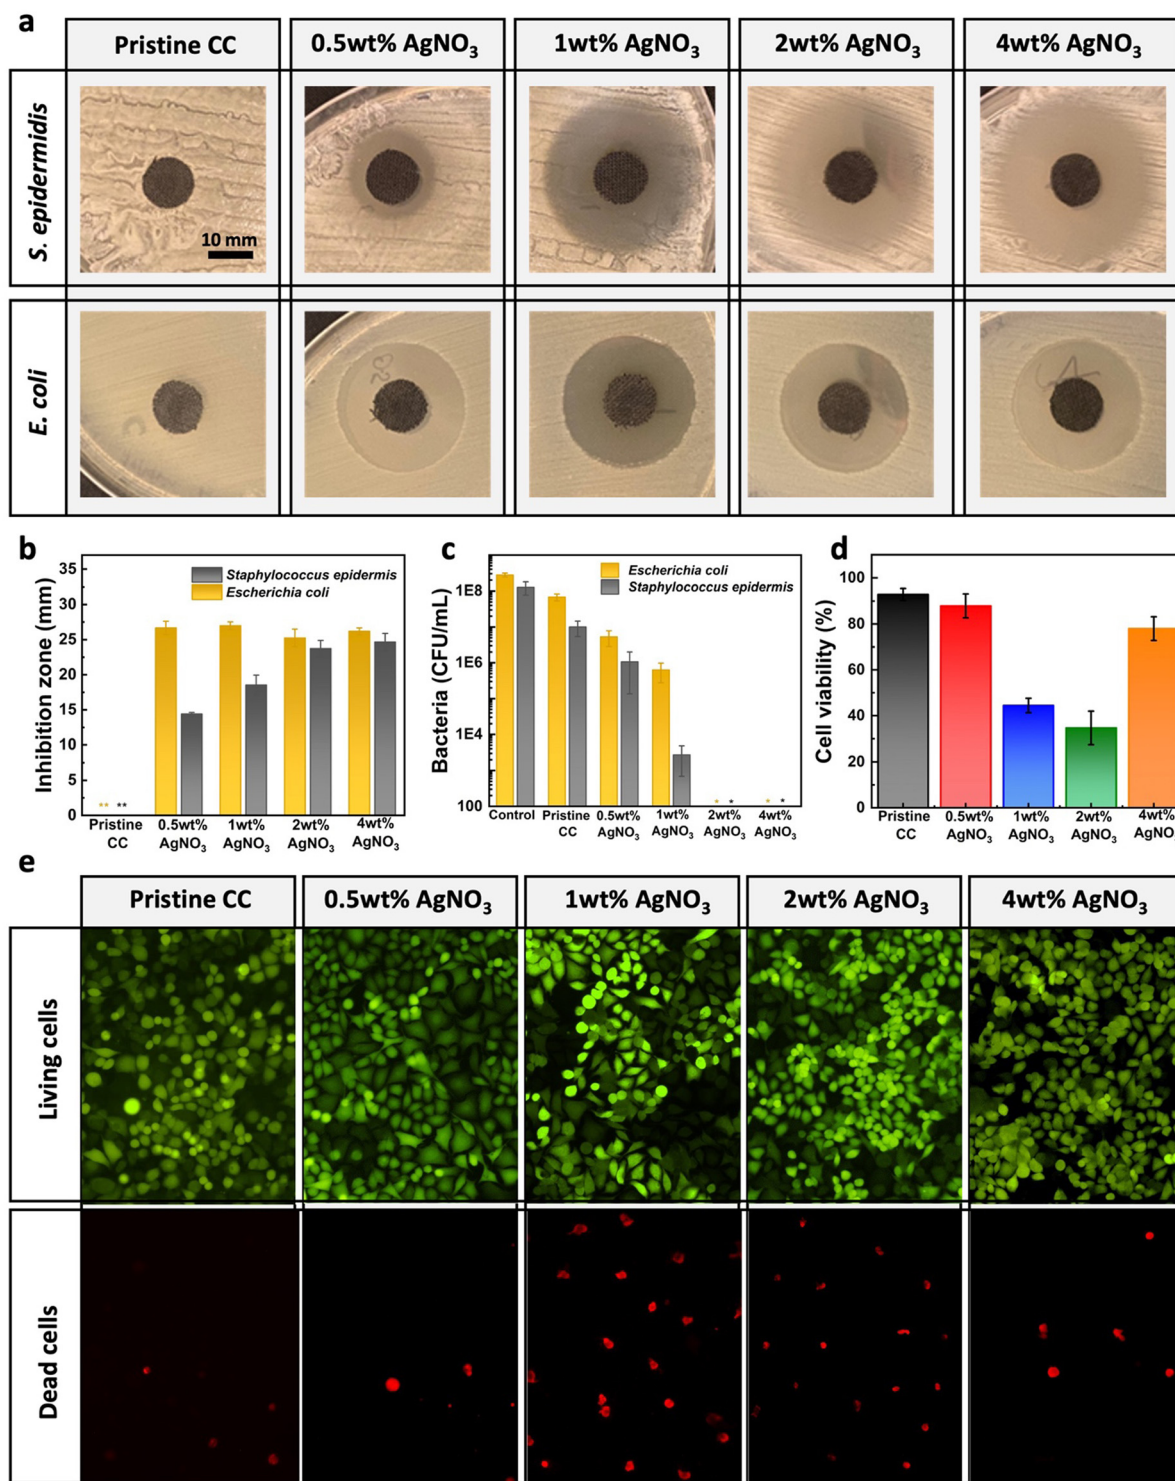 a
Pristine CC
0.5wt% AgNO₃
1wt% AgNO₃
2wt% AgNO₃
4wt% AgNO₃
S. epidermidis
10 mm
E. coli
b
Inhibition zone (mm)
35
30
25
20
15
10
5
0
Staphylococcus epidermis
Escherichia coli
** **
Pristine CC
0.5wt% AgNO₃
1wt% AgNO₃
2wt% AgNO₃
4wt% AgNO₃
c
Bacteria (CFU/mL)
1E8
1E6
1E4
100
Escherichia coli
Staphylococcus epidermis
* * * *
Control
Pristine CC
0.5wt% AgNO₃
1wt% AgNO₃
2wt% AgNO₃
4wt% AgNO₃
d
Cell viability (%)
100
80
60
40
20
0
Pristine CC
0.5wt% AgNO₃
1wt% AgNO₃
2wt% AgNO₃
4wt% AgNO
e
Pristine CC
0.5wt% AgNO₃
1wt% AgNO₃
2wt% AgNO₃
4wt% AgNO₃
Living cells
Dead cells